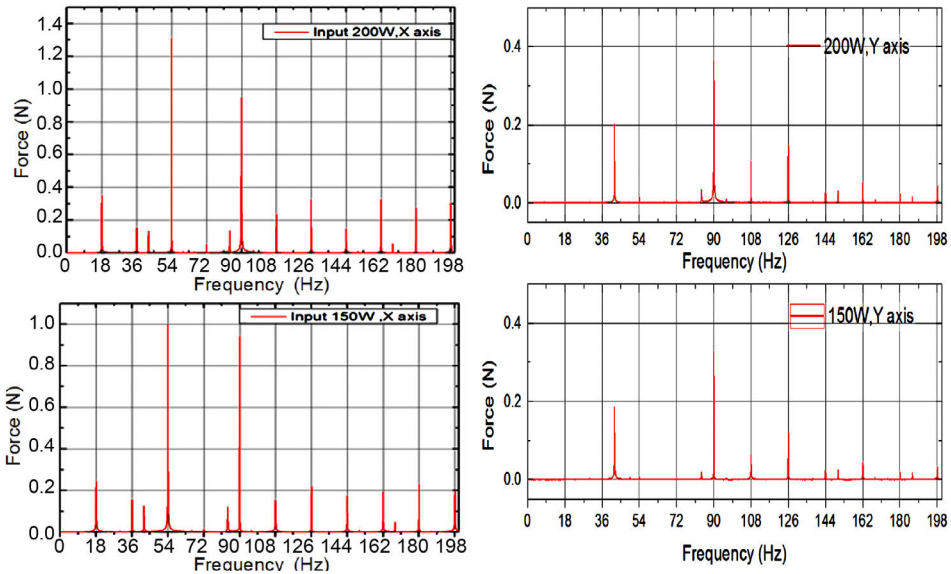 1.4
1.2
1.0
0.8
0.6
0.4
0.2
0.0
Force (N)
Input 200W,X axis
0 18 36 54 72 90 108 126 144 162 180 198
Frequency (Hz)
0.4
0.2
0.0
Force (N)
200W,Y axis
0 18 36 54 72 90 108 126 144 162 180 198
Frequency (Hz)
1.0
0.8
0.6
0.4
0.2
0.0
Force (N)
Input 150W ,X axis
0 18 36 54 72 90 108 126 144 162 180 198
Frequency (Hz)
0.4
0.2
0.0
Force (N)
150W,Y axis
0 18 36 54 72 90 108 126 144 162 180 198
Frequency (Hz)